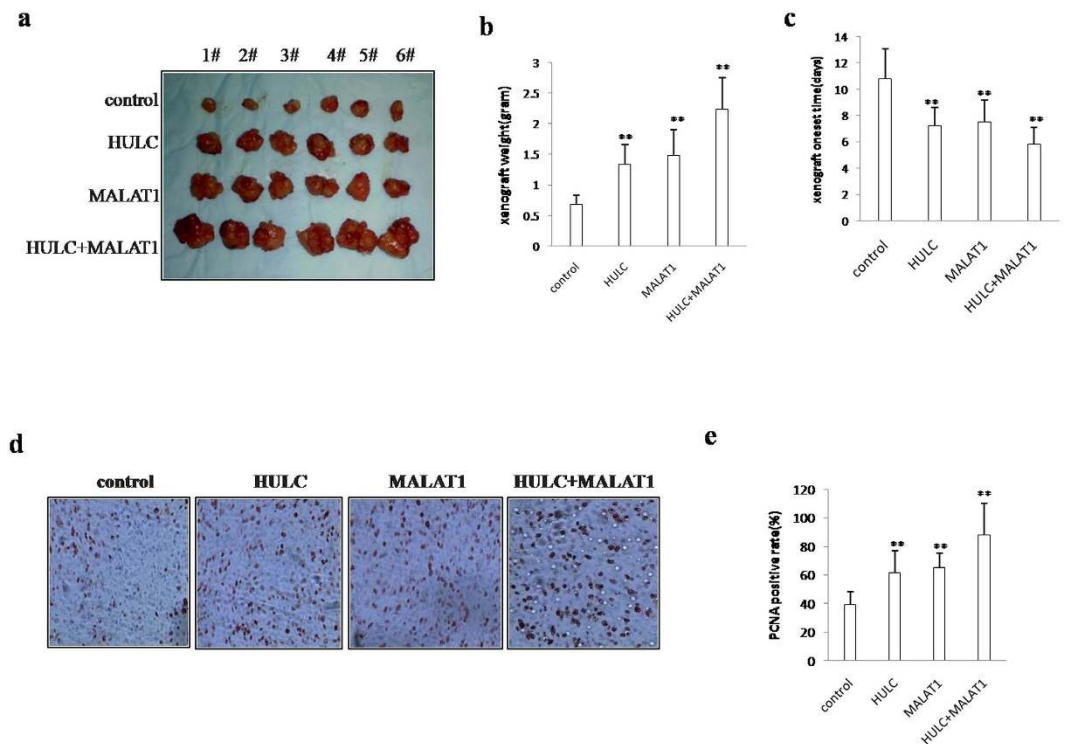 a
1# 2# 3# 4# 5# 6#
control
HULC
MALAT1
HULC+MALAT1
b
xenograft weight(gram)
3
2.5
2
1.5
1
0.5
0
**
**
**
control
HULC
MALAT1
HULC+MALAT1
c
xenograft oneset time(days)
14
12
10
8
6
4
2
0
**
**
**
control
HULC
MALAT1
HULC+MALAT1
d
control HULC MALAT1 HULC+MALAT1
e
PCNA positive rate(%)
120
100
80
60
40
20
0
**
**
**
control
HULC
MALAT1
HULC+MALAT1